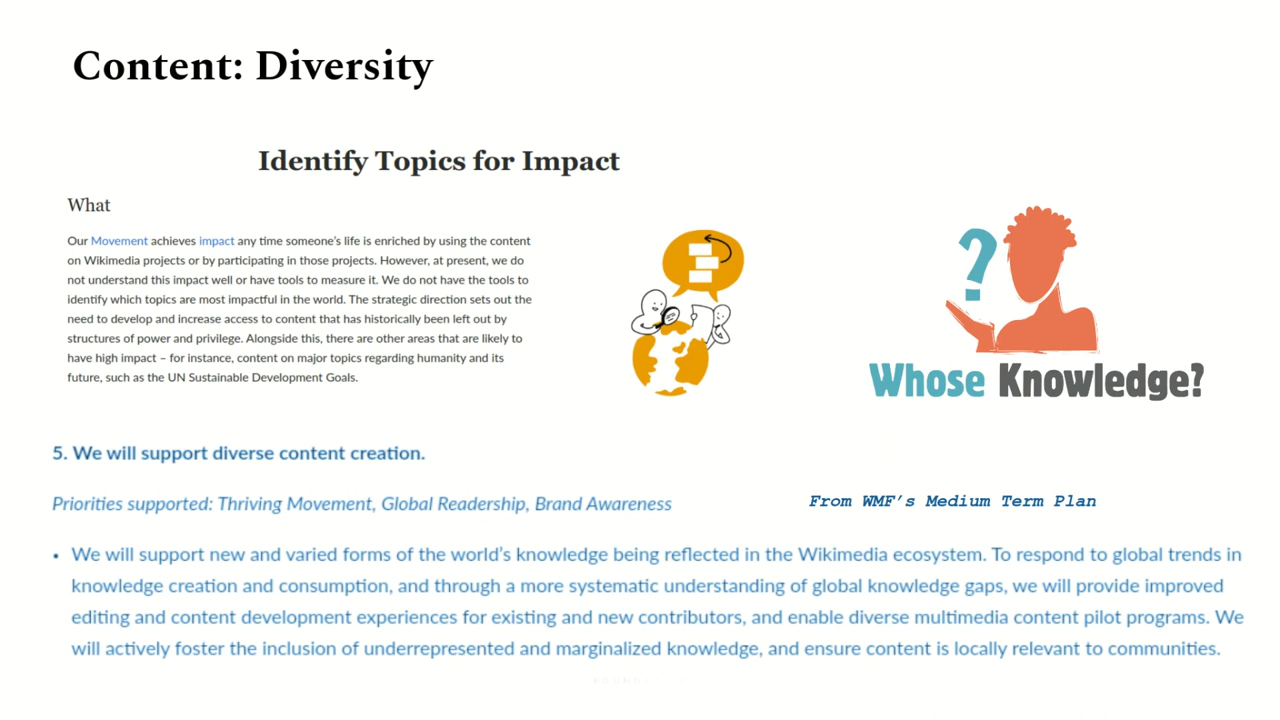 Content: Diversity
Identify Topics for Impact
What
Our Movement achieves impact any time someone's life is enriched by using the content
on Wikimedia projects or by participating in those projects. However, at present, we do
not understand this impact well or have tools to measure it. We do not have the tools to
identify which topics are most impactful in the world. The strategic direction sets out the
need to develop and increase access to content that has historically been left out by
structures of power and privilege. Alongside this, there are other areas that are likely to
have high impact – for instance, content on major topics regarding humanity and its
future, such as the UN Sustainable Development Goals.
?
Whose Knowledge?
5. We will support diverse content creation.
Priorities supported: Thriving Movement, Global Readership, Brand Awareness
From WMF's Medium Term Plan
• We will support new and varied forms of the world's knowledge being reflected in the Wikimedia ecosystem. To respond to global trends in
knowledge creation and consumption, and through a more systematic understanding of global knowledge gaps, we will provide improved
editing and content development experiences for existing and new contributors, and enable diverse multimedia content pilot programs. We
will actively foster the inclusion of underrepresented and marginalized knowledge, and ensure content is locally relevant to communities.